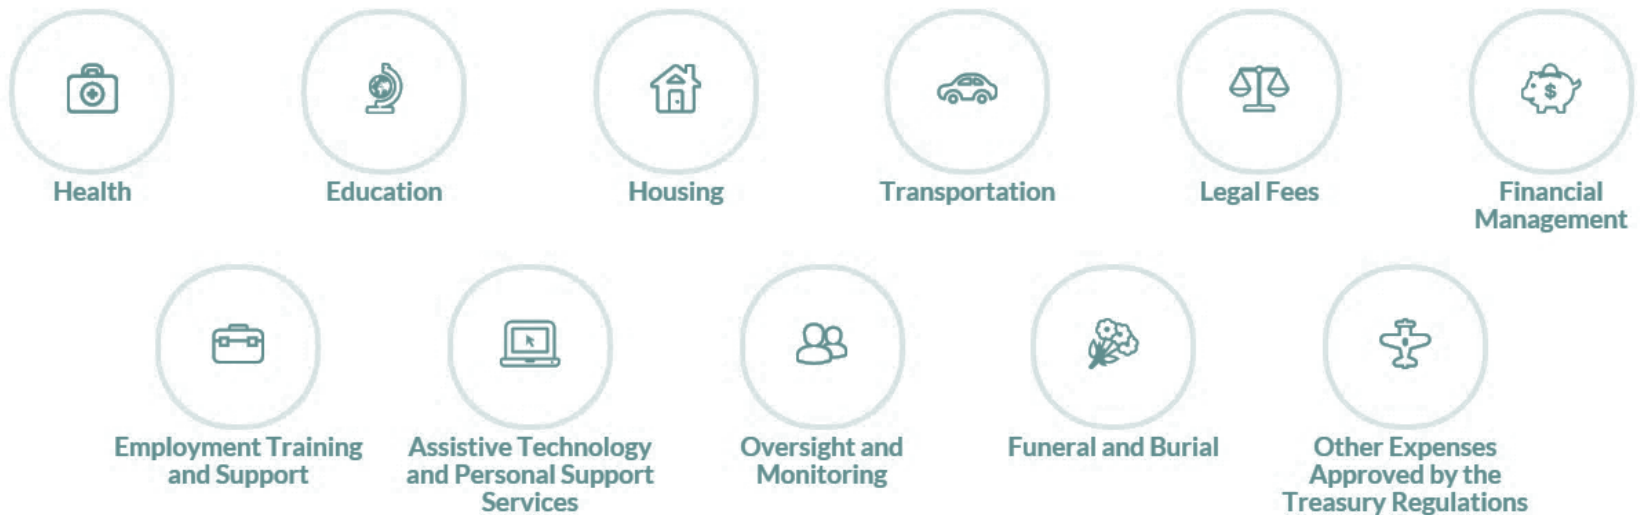 Health
Education
Housing
Transportation
Legal Fees
Financial
Management
$
Employment Training
and Support
Assistive Technology
and Personal Support
Services
Oversight and
Monitoring
Funeral and Burial
Other Expenses
Approved by the
Treasury Regulations